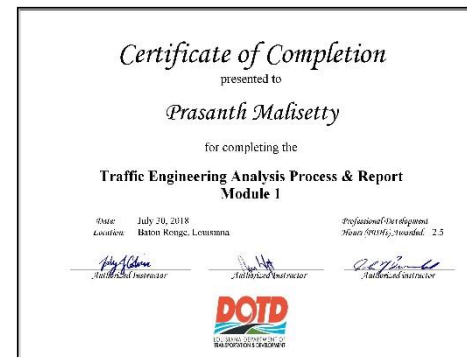 Certificate of Completion
presented to
Prasanth Malisetty
for completing the
Traffic Engineering Analysis Process & Report
Module 1
Date: July 30, 2018
Location: Baton Rouge, Louisiana
Professional Development
Hours (PDHs) Awarded: 2.5
Authorized Instructor
Authorized Instructor
Authorized Instructor
DOTD
LOUISIANA DEPARTMENT OF
TRANSPORTATION & DEVELOPMENT